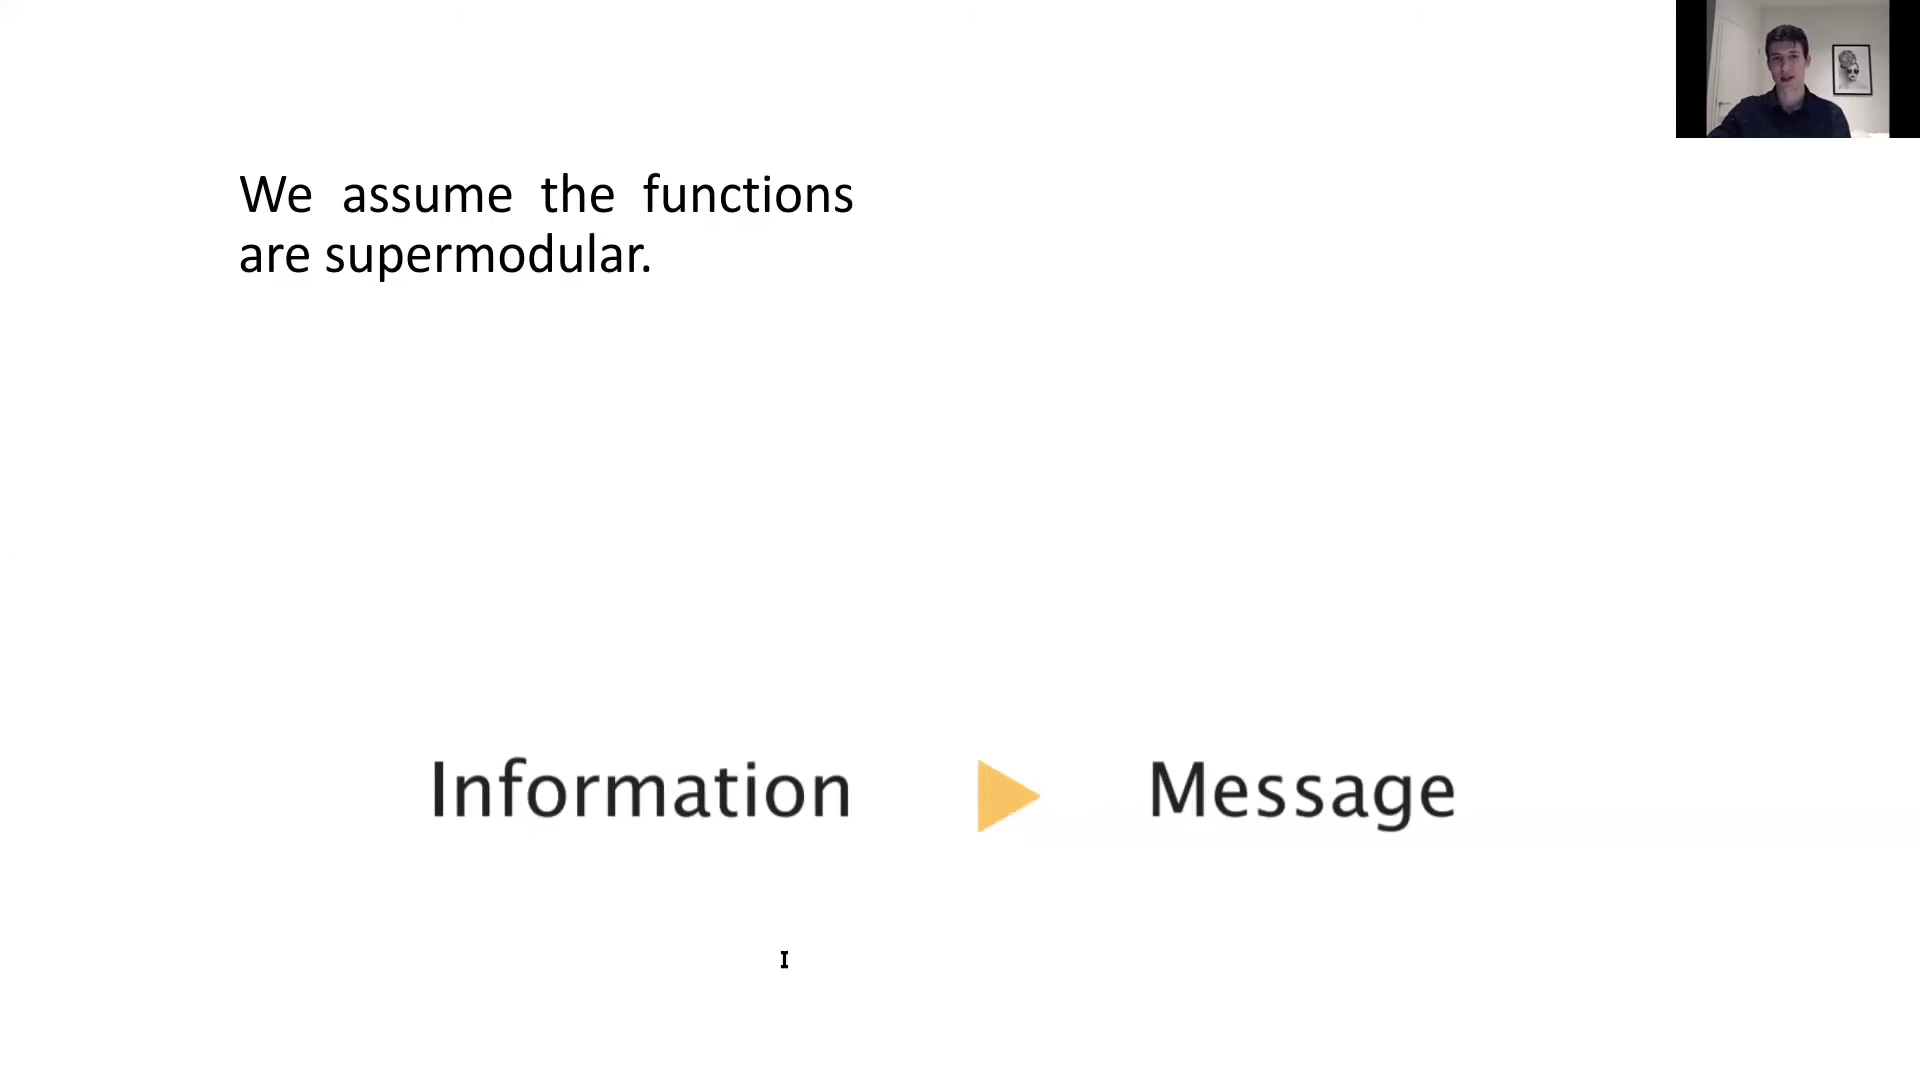 We assume the functions
are supermodular.
Information
Message